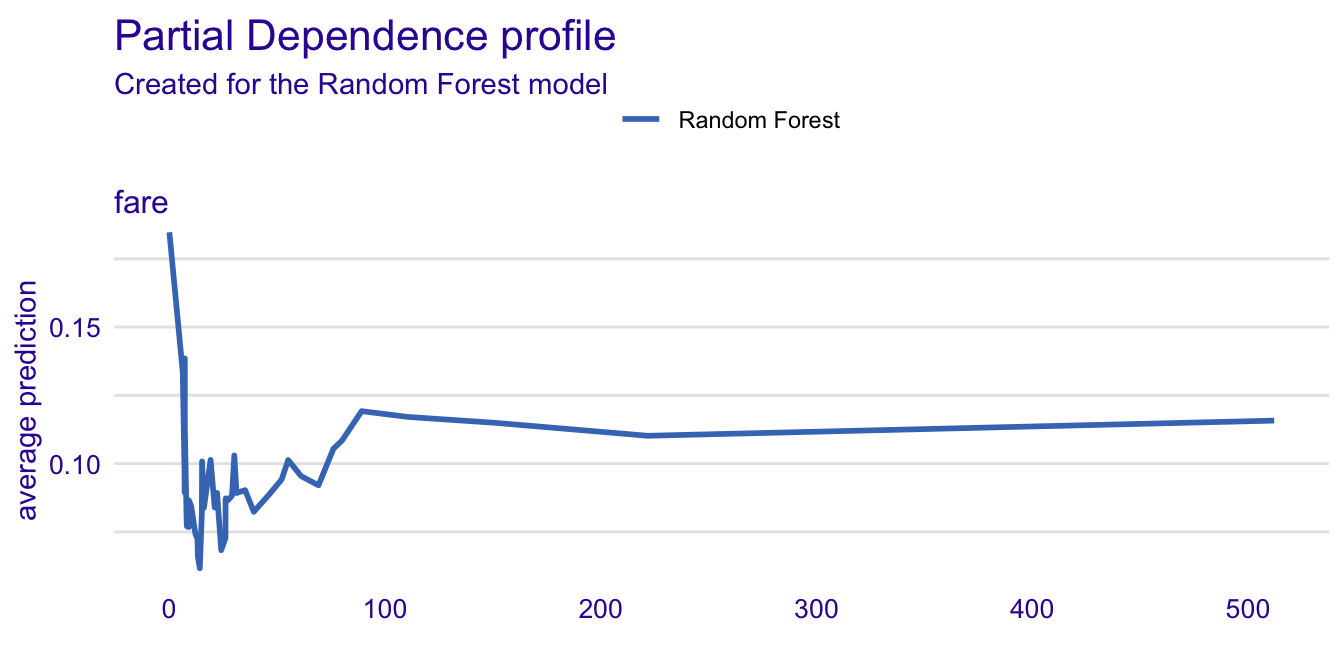 Partial Dependence profile
Created for the Random Forest model
Random Forest
fare
average prediction
0.15
0.10
0 100 200 300 400 500